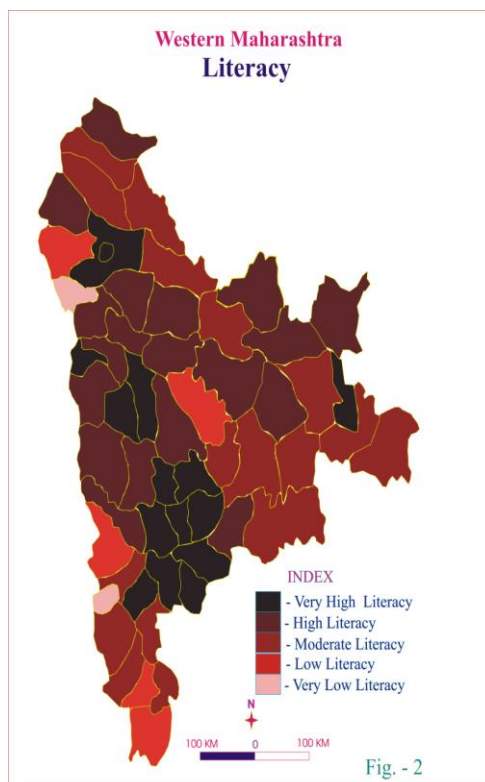 Western Maharashtra
Literacy
INDEX
- Very High Literacy
- High Literacy
- Moderate Literacy
- Low Literacy
- Very Low Literacy
N
100 KM 0 100 KM
Fig. - 2